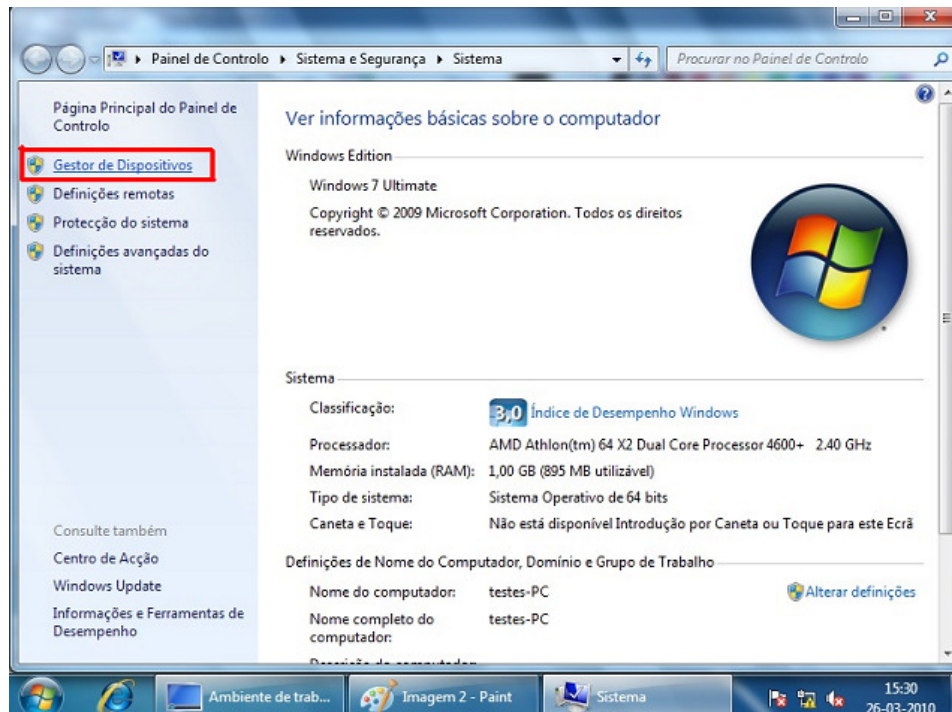 Painel de Controlo ▸ Sistema e Segurança ▸ Sistema
Procurar no Painel de Controlo
Página Principal do Painel de
Controlo
Gestor de Dispositivos
Definições remotas
Protecção do sistema
Definições avançadas do
sistema
Consulte também
Centro de Acção
Windows Update
Informações e Ferramentas de
Desempenho
Ver informações básicas sobre o computador
Windows Edition
Windows 7 Ultimate
Copyright © 2009 Microsoft Corporation. Todos os direitos
reservados.
Sistema
Classificação: 3,0 Índice de Desempenho Windows
Processador: AMD Athlon(tm) 64 X2 Dual Core Processor 4600+ 2.40 GHz
Memória instalada (RAM): 1,00 GB (895 MB utilizável)
Tipo de sistema: Sistema Operativo de 64 bits
Caneta e Toque: Não está disponível Introdução por Caneta ou Toque para este Ecrã
Definições de Nome do Computador, Domínio e Grupo de Trabalho
Nome do computador: testes-PC Alterar definições
Nome completo do testes-PC
computador:
Descrição do computador:
Ambiente de trab... Imagem 2 - Paint Sistema 15:30
26-03-2010